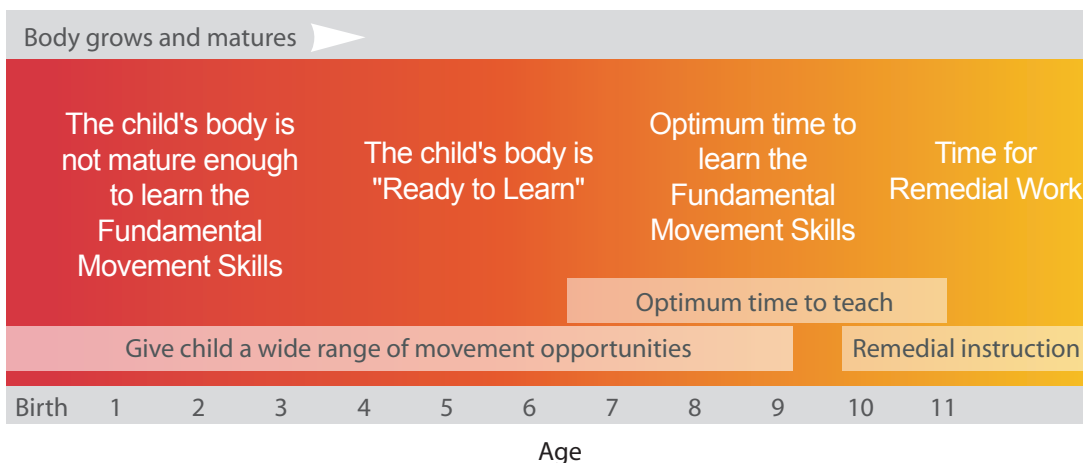 Body grows and matures
The child's body is
not mature enough
to learn the
Fundamental
Movement Skills
The child's body is
"Ready to Learn"
Optimum time to
learn the
Fundamental
Movement Skills
Time for
Remedial Work
Optimum time to teach
Give child a wide range of movement opportunities
Remedial instruction
Birth 1 2 3 4 5 6 7 8 9 10 11
Age